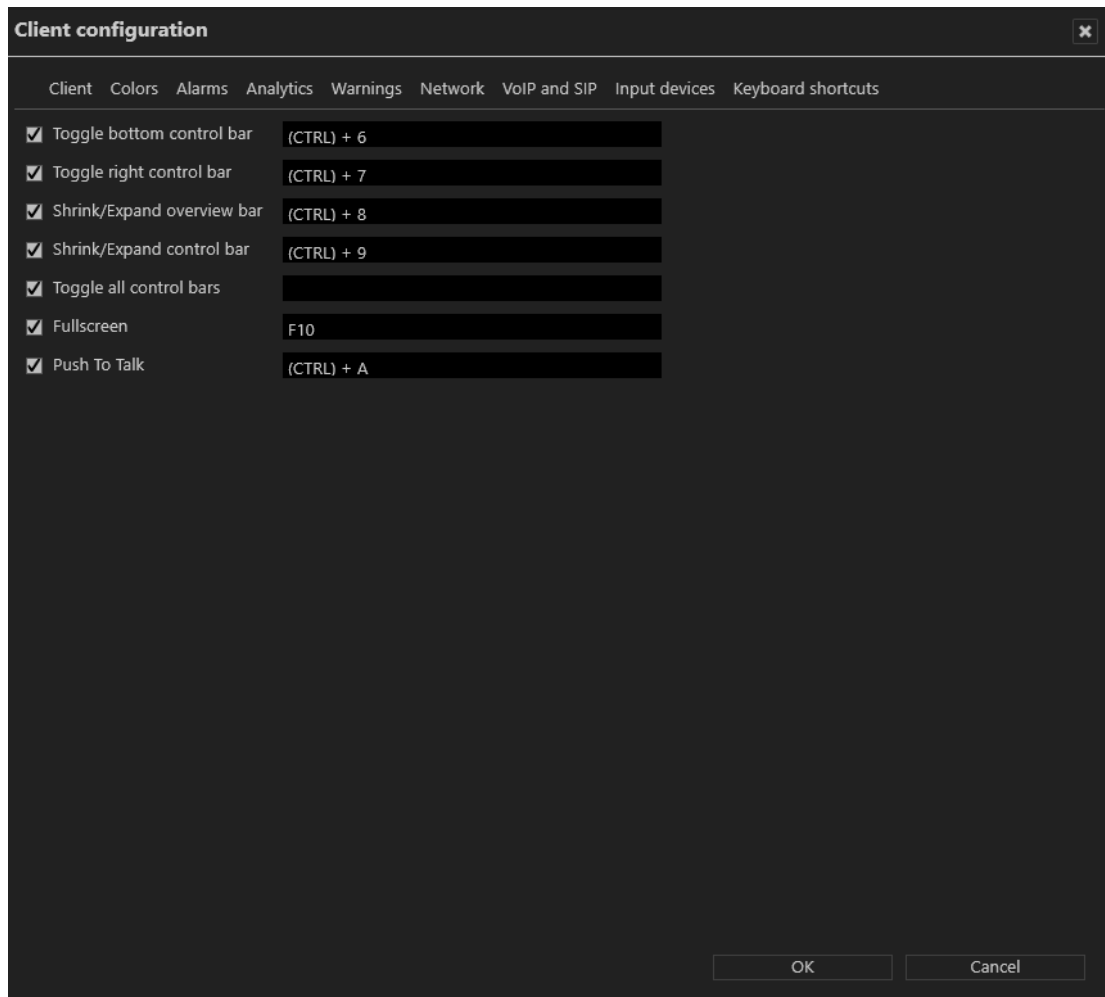 Client configuration
Client Colors Alarms Analytics Warnings Network VoIP and SIP Input devices Keyboard shortcuts
Toggle bottom control bar (CTRL) + 6
Toggle right control bar (CTRL) + 7
Shrink/Expand overview bar (CTRL) + 8
Shrink/Expand control bar (CTRL) + 9
Toggle all control bars
Fullscreen F10
Push To Talk (CTRL) + A
OK Cancel